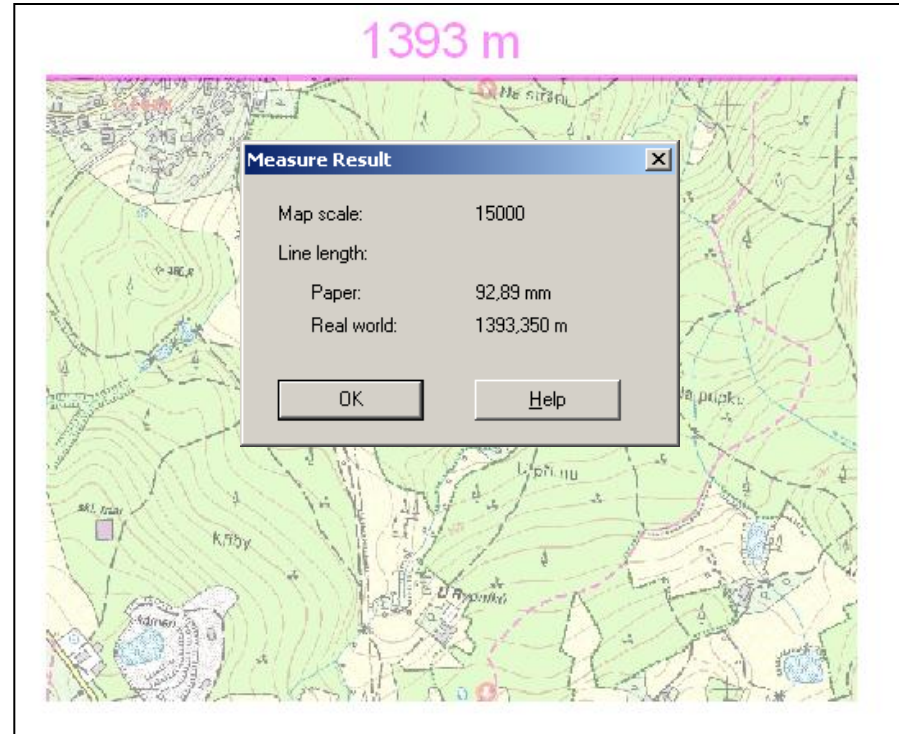 1393 m
Na stráni
Measure Result
Map scale: 15000
Line length:
Paper: 92,89 mm
Real world: 1393,350 m
OK Help
Křiby
U Rybníků